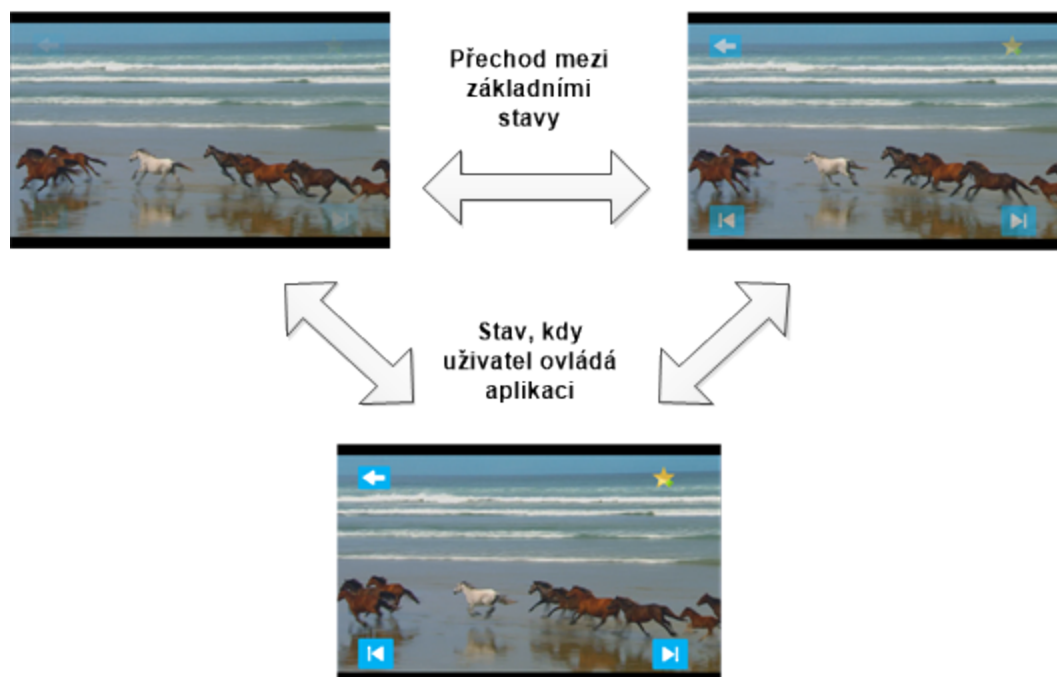 Přechod mezi
základními
stavy
Stav, kdy
uživatel ovládá
aplikaci